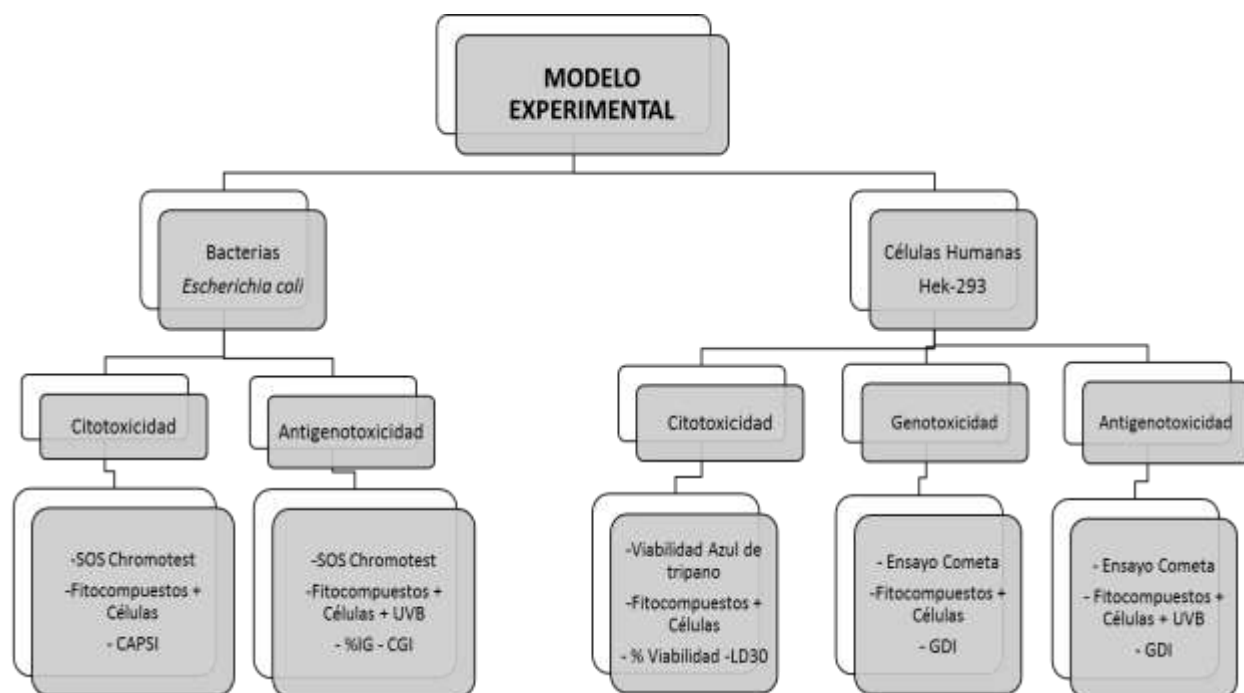 MODELO
EXPERIMENTAL
Bacterias
Escherichia coli
Células Humanas
Hek-293
Citotoxicidad
Antigenotoxicidad
Citotoxicidad
Genotoxicidad
Antigenotoxicidad
-SOS Chromotest
-Fitocompuestos +
Células
- CAPSI
-SOS Chromotest
-Fitocompuestos +
Células + UVB
- %IG - CGI
-Viabilidad Azul de
tripano
-Fitocompuestos +
Células
- % Viabilidad -LD30
- Ensayo Cometa
-Fitocompuestos +
Células
- GDI
- Ensayo Cometa
- Fitocompuestos +
Células + UVB
- GDI